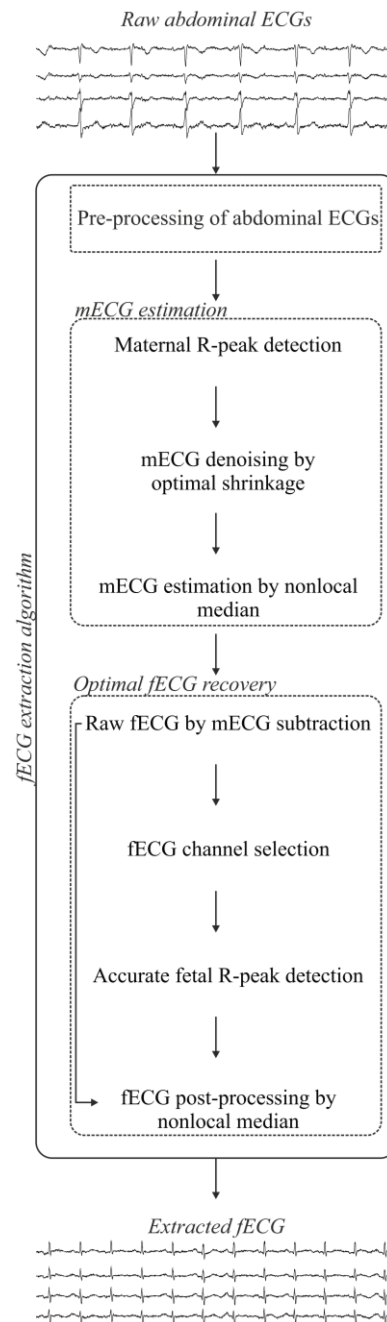 Raw abdominal ECGs
Pre-processing of abdominal ECGs
mECG estimation
Maternal R-peak detection
mECG denoising by
optimal shrinkage
mECG estimation by nonlocal
median
fECG extraction algorithm
Optimal fECG recovery
Raw fECG by mECG subtraction
fECG channel selection
Accurate fetal R-peak detection
fECG post-processing by
nonlocal median
Extracted fECG